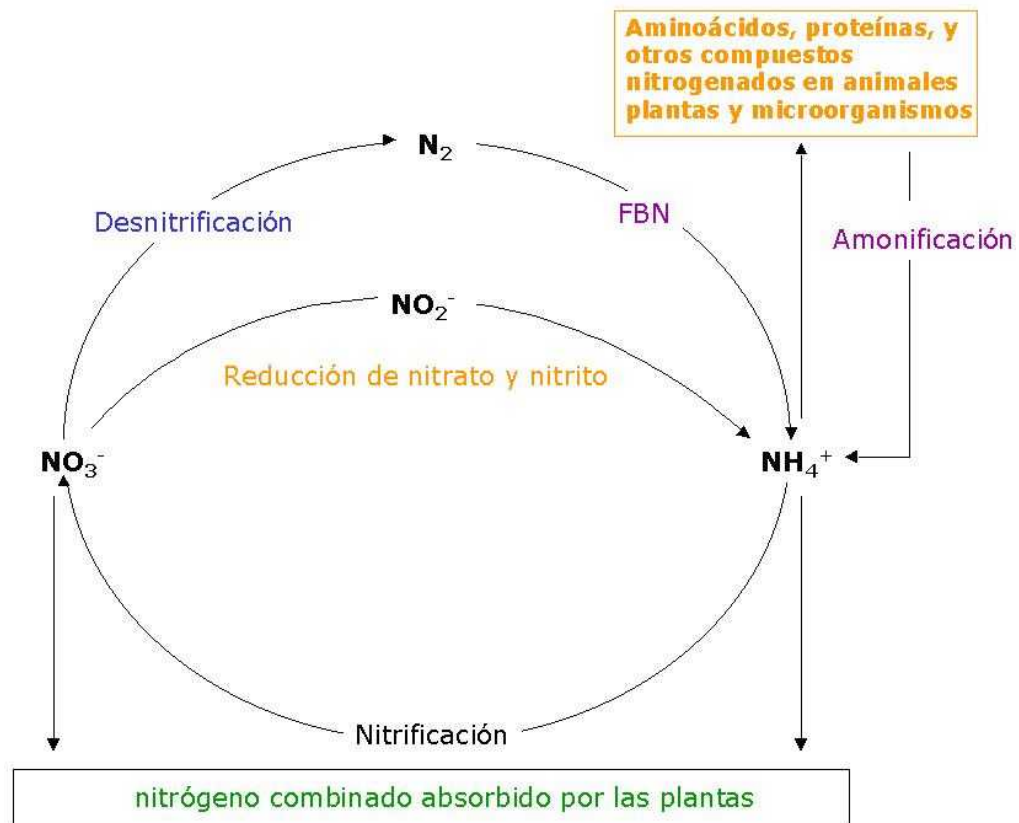 Aminoácidos, proteínas, y
otros compuestos
nitrogenados en animales
plantas y microorganismos
N₂
Desnitrificación
FBN
Amonificación
NO₂⁻
Reducción de nitrato y nitrito
NO₃⁻
NH₄⁺
Nitrificación
nitrógeno combinado absorbido por las plantas